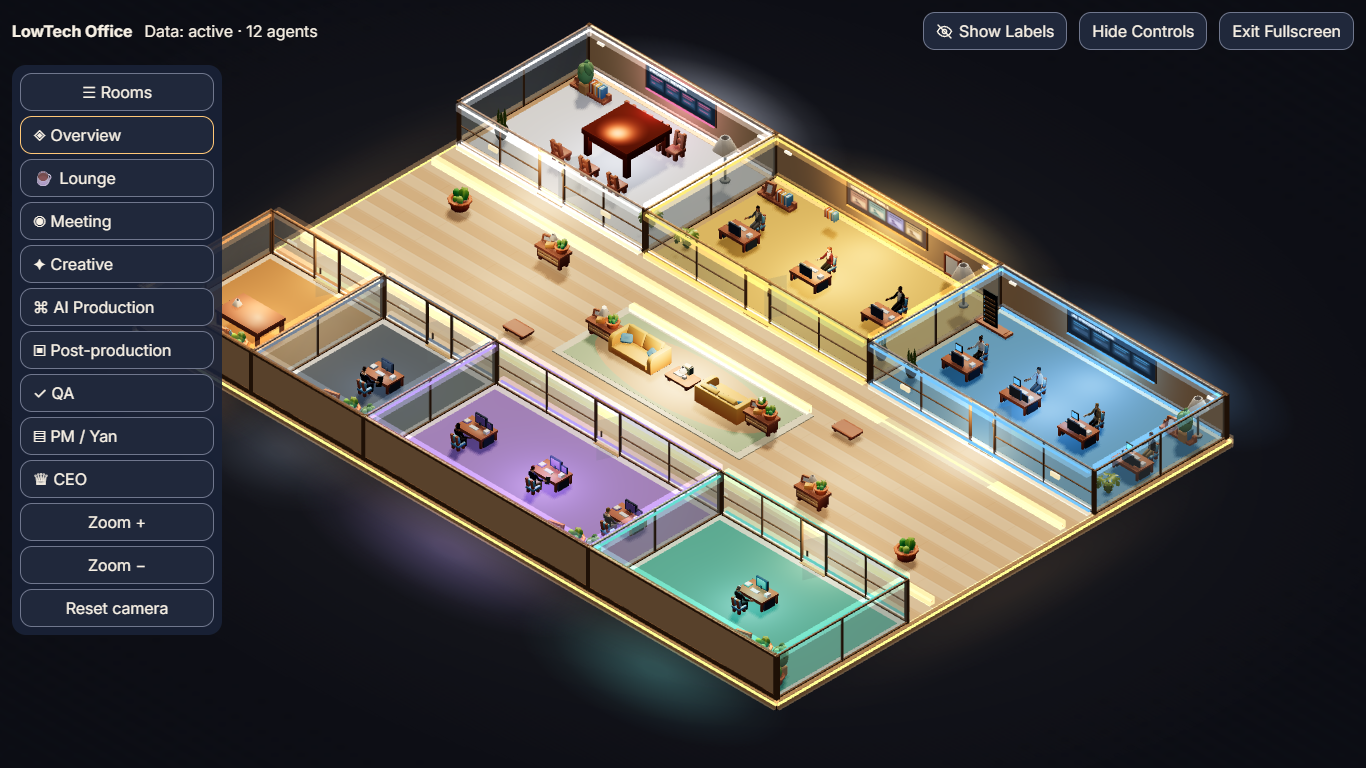 LowTech Office Data: active · 12 agents
Show Labels
Hide Controls
Exit Fullscreen
☰ Rooms
Overview
Lounge
Meeting
Creative
AI Production
Post-production
QA
PM / Yan
CEO
Zoom +
Zoom −
Reset camera